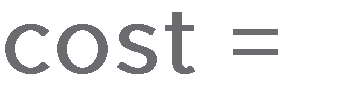 cost =